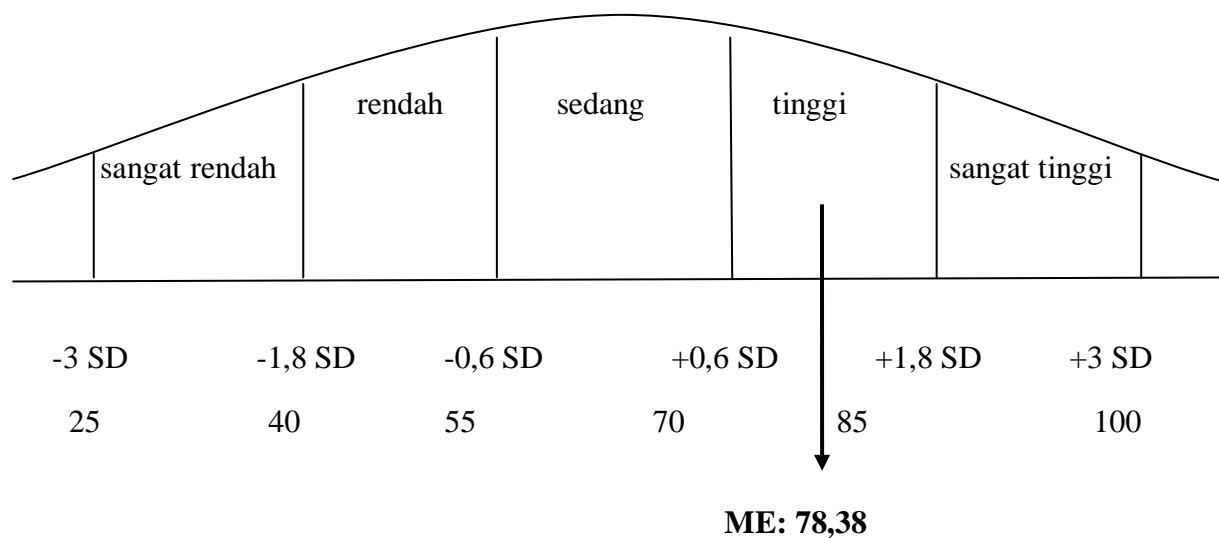 rendah sedang tinggi
sangat rendah sangat tinggi
-3 SD -1,8 SD -0,6 SD +0,6 SD +1,8 SD +3 SD
25 40 55 70 85 100
ME: 78,38